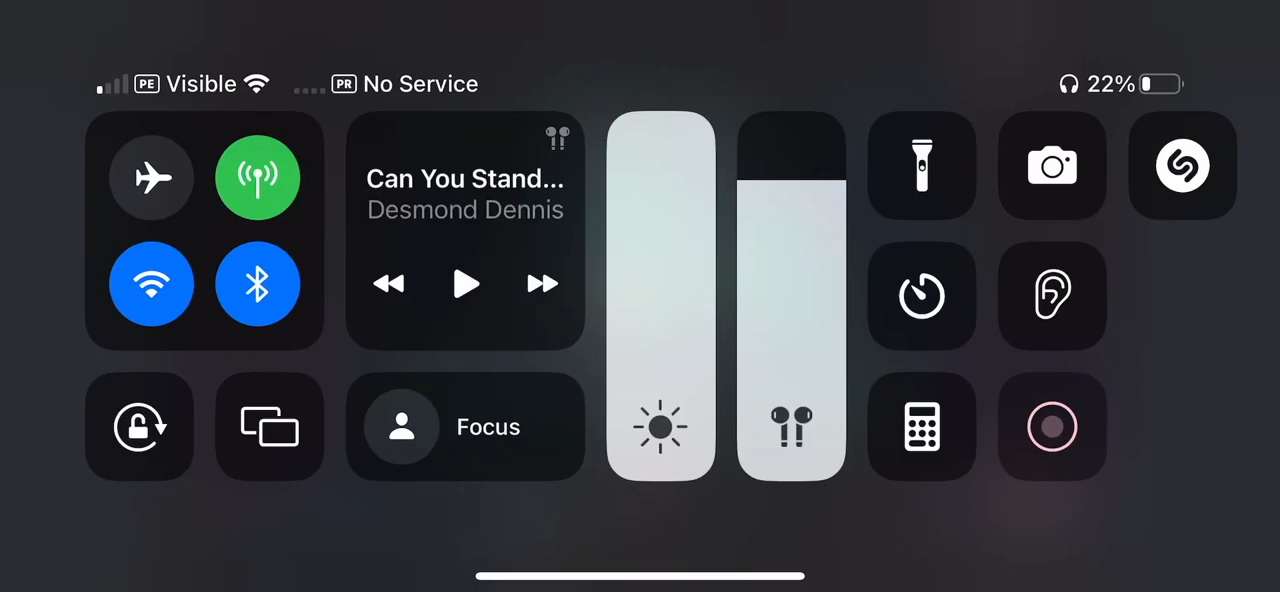 PE Visible PR No Service 22%
Can You Stand...
Desmond Dennis
Focus